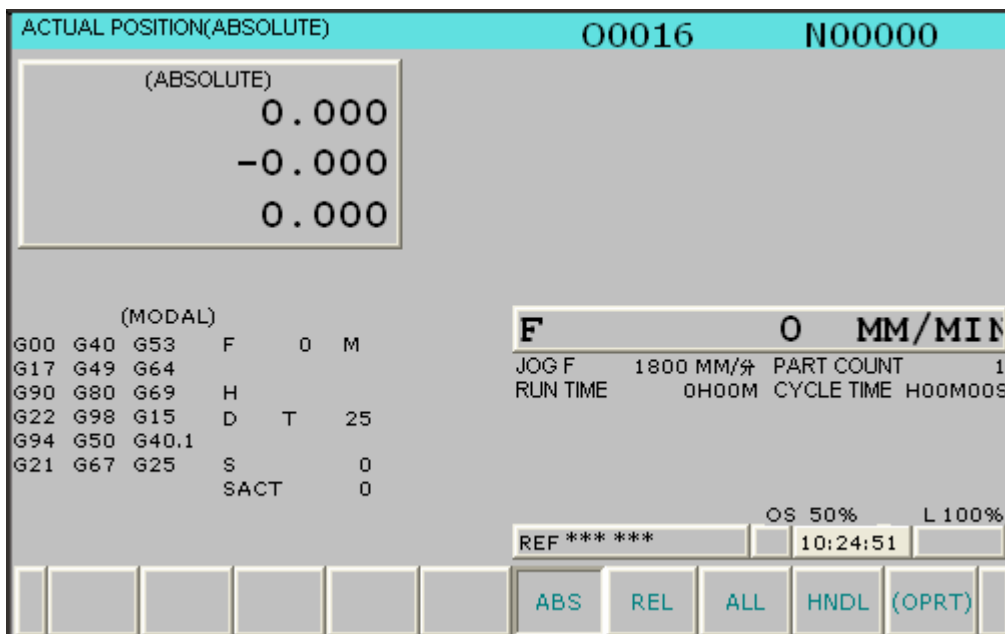 ACTUAL POSITION(ABSOLUTE) O0016 N00000
(ABSOLUTE)
0.000
-0.000
0.000
(MODAL)
G00 G40 G53 F 0 M
G17 G49 G64
G90 G80 G69 H
G22 G98 G15 D T 25
G94 G50 G40.1
G21 G67 G25 S 0
SACT 0
F 0 MM/MIN
JOG F 1800 MM/分 PART COUNT 1
RUN TIME 0H00M CYCLE TIME H00M00S
OS 50% L 100%
REF *** *** 10:24:51
ABS REL ALL HNDL (OPRT)